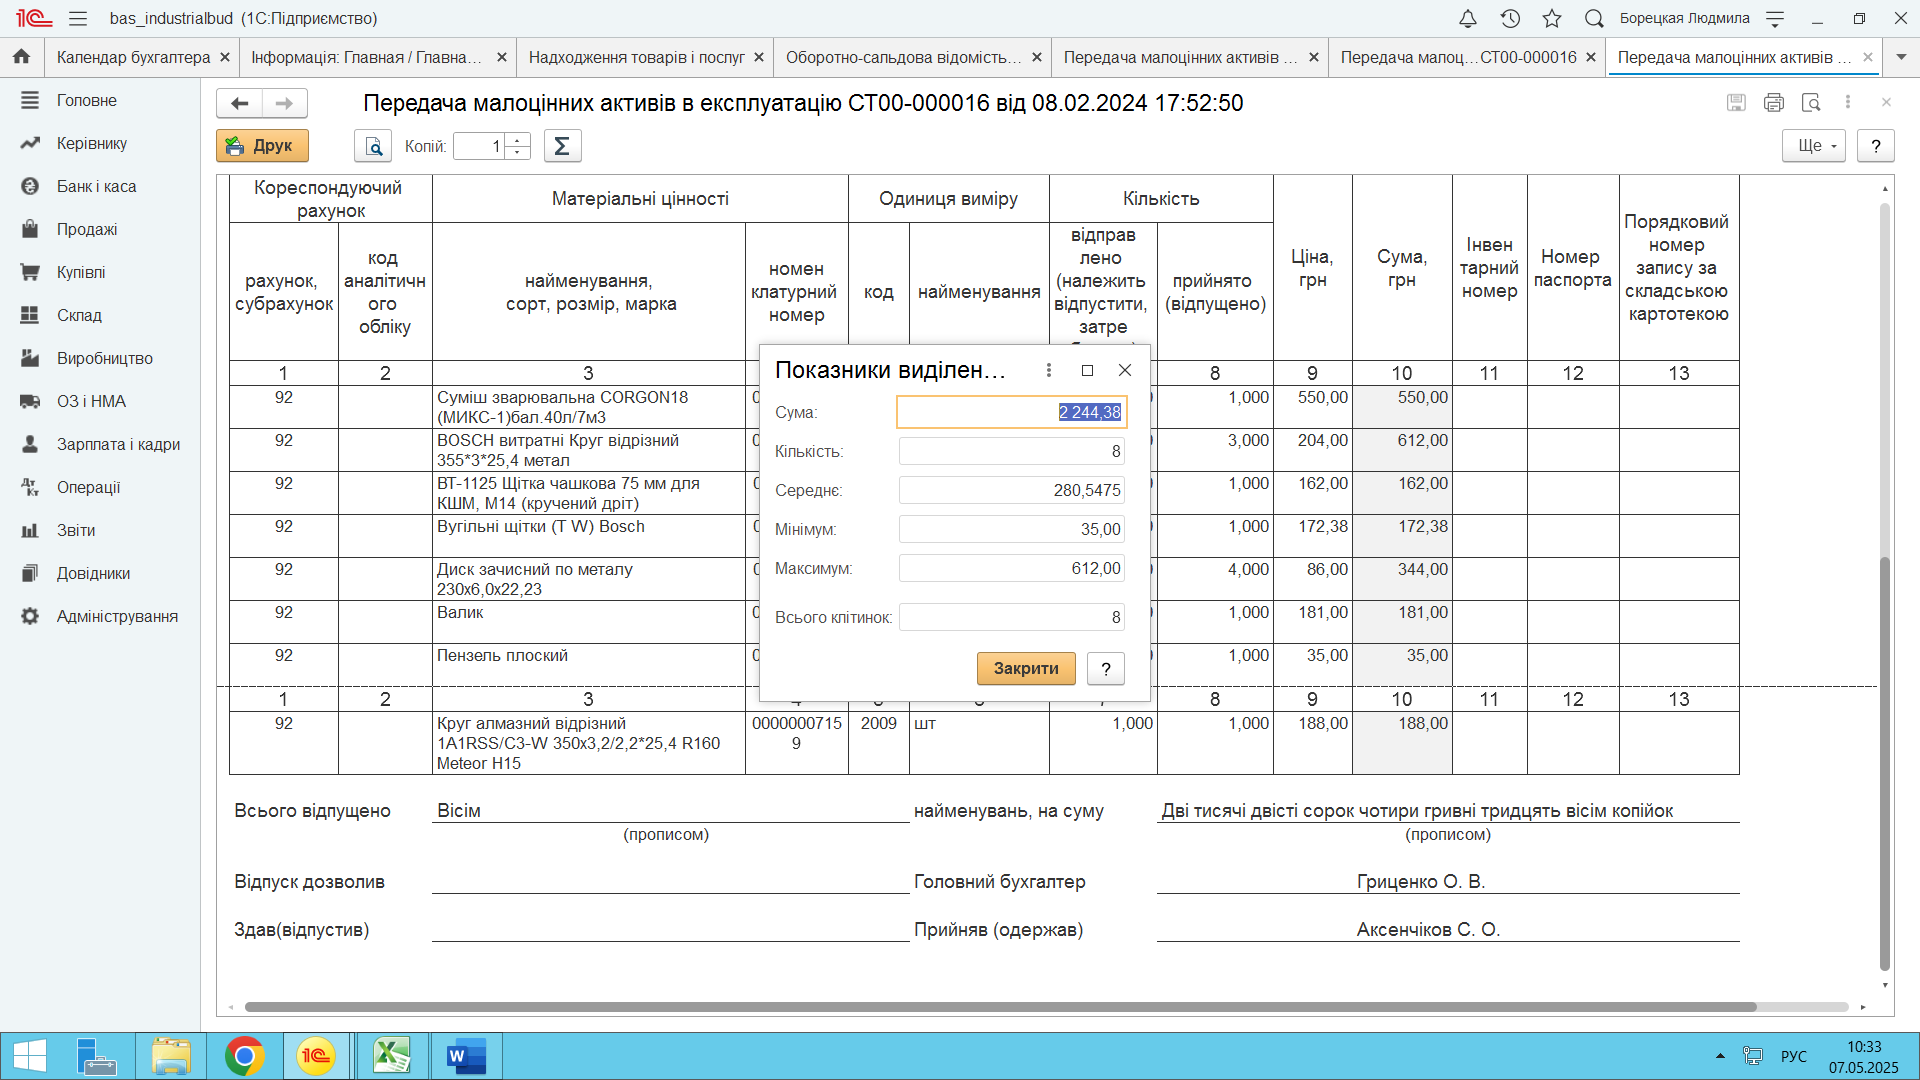 bas_industrialbud (1С:Підприємство)
Борецкая Людмила
Календар бухгалтера
Інформація: Главная / Главна...
Надходження товарів і послуг
Оборотно-сальдова відомість...
Передача малоцінних активів ...
Передача малоц...СТ00-000016
Передача малоцінних активів ...
Головне
Керівнику
Банк і каса
Продажі
Купівлі
Склад
Виробництво
ОЗ і НМА
Зарплата і кадри
Операції
Звіти
Довідники
Адміністрування
Передача малоцінних активів в експлуатацію СТ00-000016 від 08.02.2024 17:52:50
Друк
Копій: 1
Σ
Ще
?
Кореспондуючий рахунок
Матеріальні цінності
Одиниця виміру
Кількість
Ціна, грн
Сума, грн
Інвен тарний номер
Номер паспорта
Порядковий номер запису за складською картотекою
рахунок, субрахунок
код аналітичн ого обліку
найменування, сорт, розмір, марка
номен клатурний номер
код
найменування
відправ лено (належить відпустити, затре
прийнято (відпущено)
1 2 3 8 9 10 11 12 13
92 Суміш зварювальна CORGON18 (МИКС-1)бал.40л/7м3 1,000 550,00 550,00
92 BOSCH витратні Круг відрізний 355*3*25,4 метал 3,000 204,00 612,00
92 ВТ-1125 Щітка чашкова 75 мм для КШМ, М14 (кручений дріт) 1,000 162,00 162,00
92 Вугільні щітки (T W) Bosch 1,000 172,38 172,38
92 Диск зачисний по металу 230х6,0х22,23 4,000 86,00 344,00
92 Валик 1,000 181,00 181,00
92 Пензель плоский 1,000 35,00 35,00
1 2 3 8 9 10 11 12 13
92 Круг алмазний відрізний 1A1RSS/C3-W 350x3,2/2,2*25,4 R160 Meteor H15 00000007159 2009 шт 1,000 1,000 188,00 188,00
Показники виділен...
Сума: 2 244,38
Кількість: 8
Середнє: 280,5475
Мінімум: 35,00
Максимум: 612,00
Всього клітинок: 8
Закрити
?
Всього відпущено Вісім найменувань, на суму Дві тисячі двісті сорок чотири гривні тридцять вісім копійок
(прописом) (прописом)
Відпуск дозволив Головний бухгалтер Гриценко О. В.
Здав(відпустив) Прийняв (одержав) Аксенчіков С. О.
РУС
10:33
07.05.2025